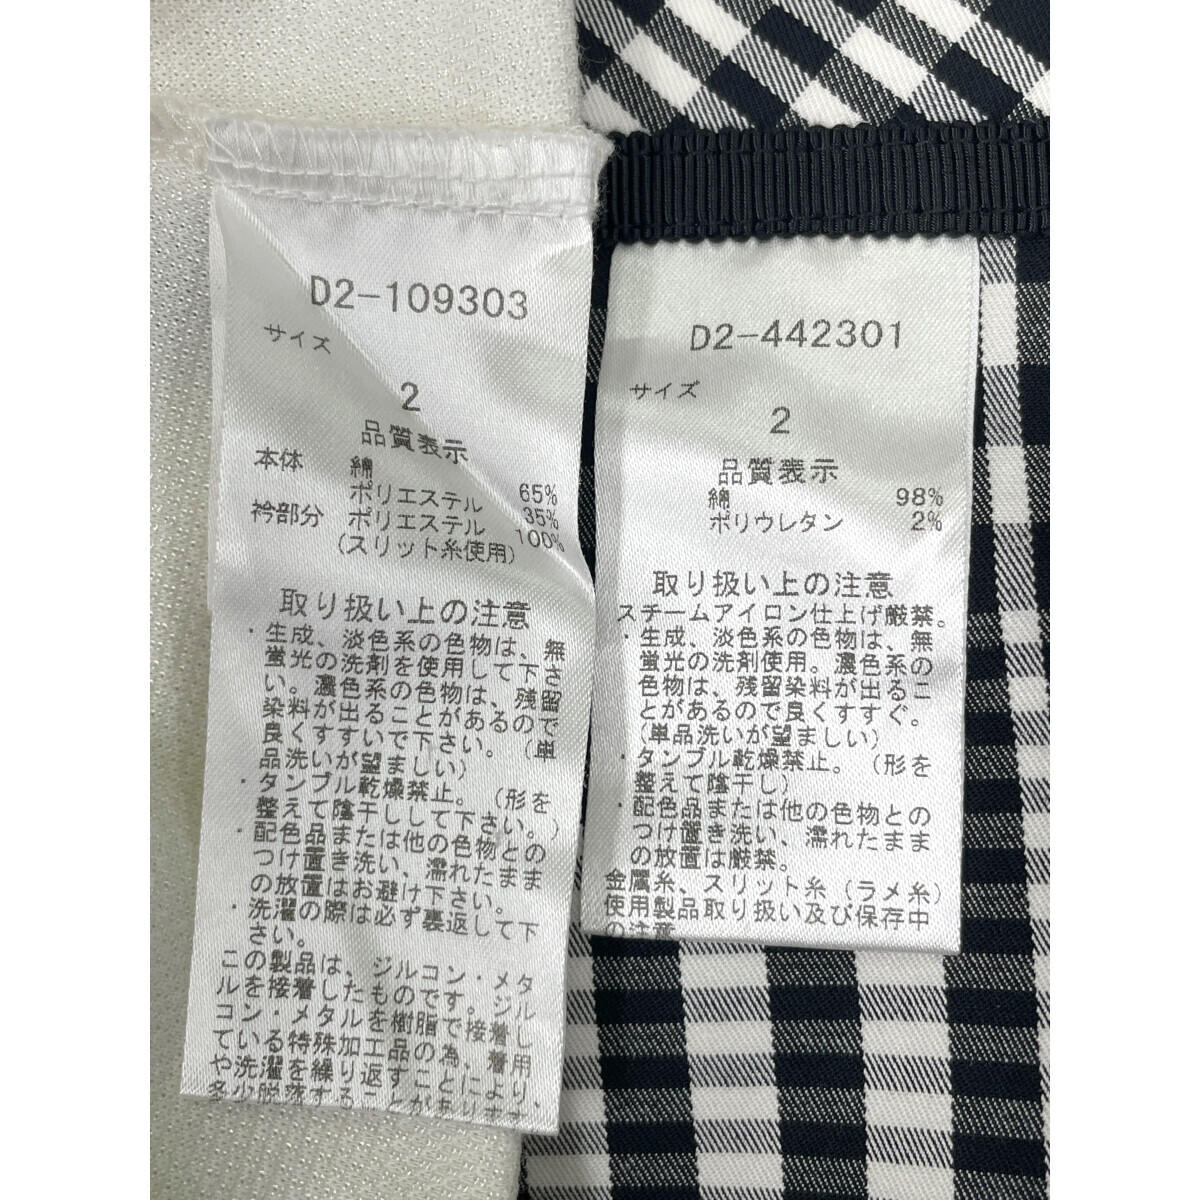 D2-109303
サイズ
2
品質表示
本体 綿 65%
ポリエステル 35%
衿部分 ポリエステル 100%
(スリット糸使用)
取り扱い上の注意
・生成、淡色系の色物は、無
蛍光の洗剤を使用して下さ
い。濃色系の色物は、残留
染料が出ることがあるので
良くすすいで下さい。(単
品洗いが望ましい)
・タンブル乾燥禁止。(形を
整えて陰干しして下さい。)
・配色品または他の色物との
つけ置き洗い、濡れたまま
の放置はお避け下さい。
・洗濯の際は必ず裏返して下
さい。
この製品は、ジルコン・メタ
ルを接着したものです。ジル
コン・メタルを樹脂で接着し
ている特殊加工品の為、着用
や洗濯を繰り返すことにより、
多少脱落することがあります。
D2-442301
サイズ
2
品質表示
綿 98%
ポリウレタン 2%
取り扱い上の注意
スチームアイロン仕上げ厳禁。
・生成、淡色系の色物は、無
蛍光の洗剤使用。濃色系の
色物は、残留染料が出るこ
とがあるので良くすすぐ。
(単品洗いが望ましい)
・タンブル乾燥禁止。(形を
整えて陰干し)
・配色品または他の色物との
つけ置き洗い、濡れたまま
の放置は厳禁。
金属糸、スリット糸(ラメ糸)
使用製品取り扱い及び保存中
の注意